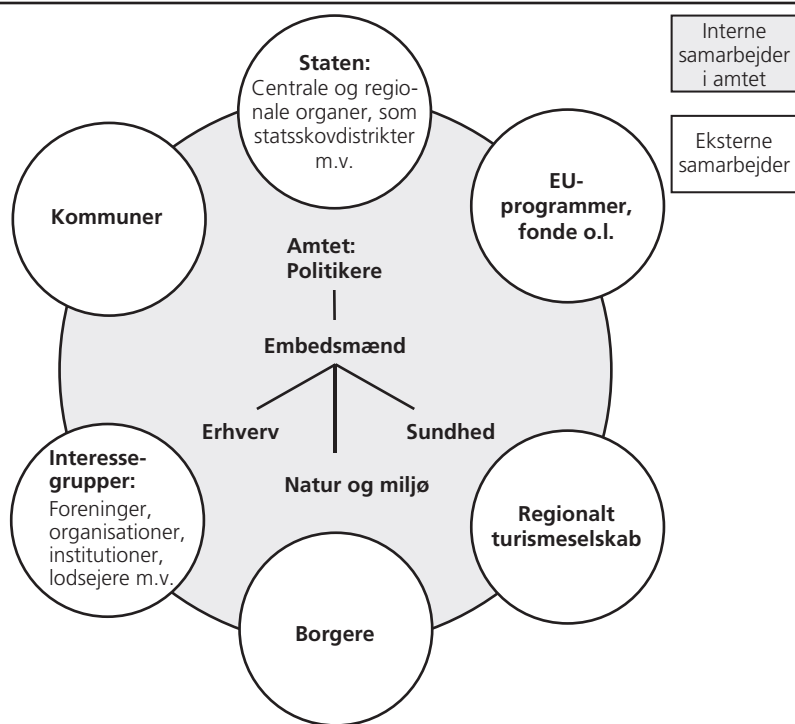 Interne
samarbejder
i amtet
Eksterne
samarbejder
Staten:
Centrale og regio-
nale organer, som
statsskovdistrikter
m.v.
Kommuner
EU-
programmer,
fonde o.l.
Amtet:
Politikere
Embedsmænd
Erhverv
Sundhed
Natur og miljø
Interesse-
grupper:
Foreninger,
organisationer,
institutioner,
lodsejere m.v.
Regionalt
turismeselskab
Borgere